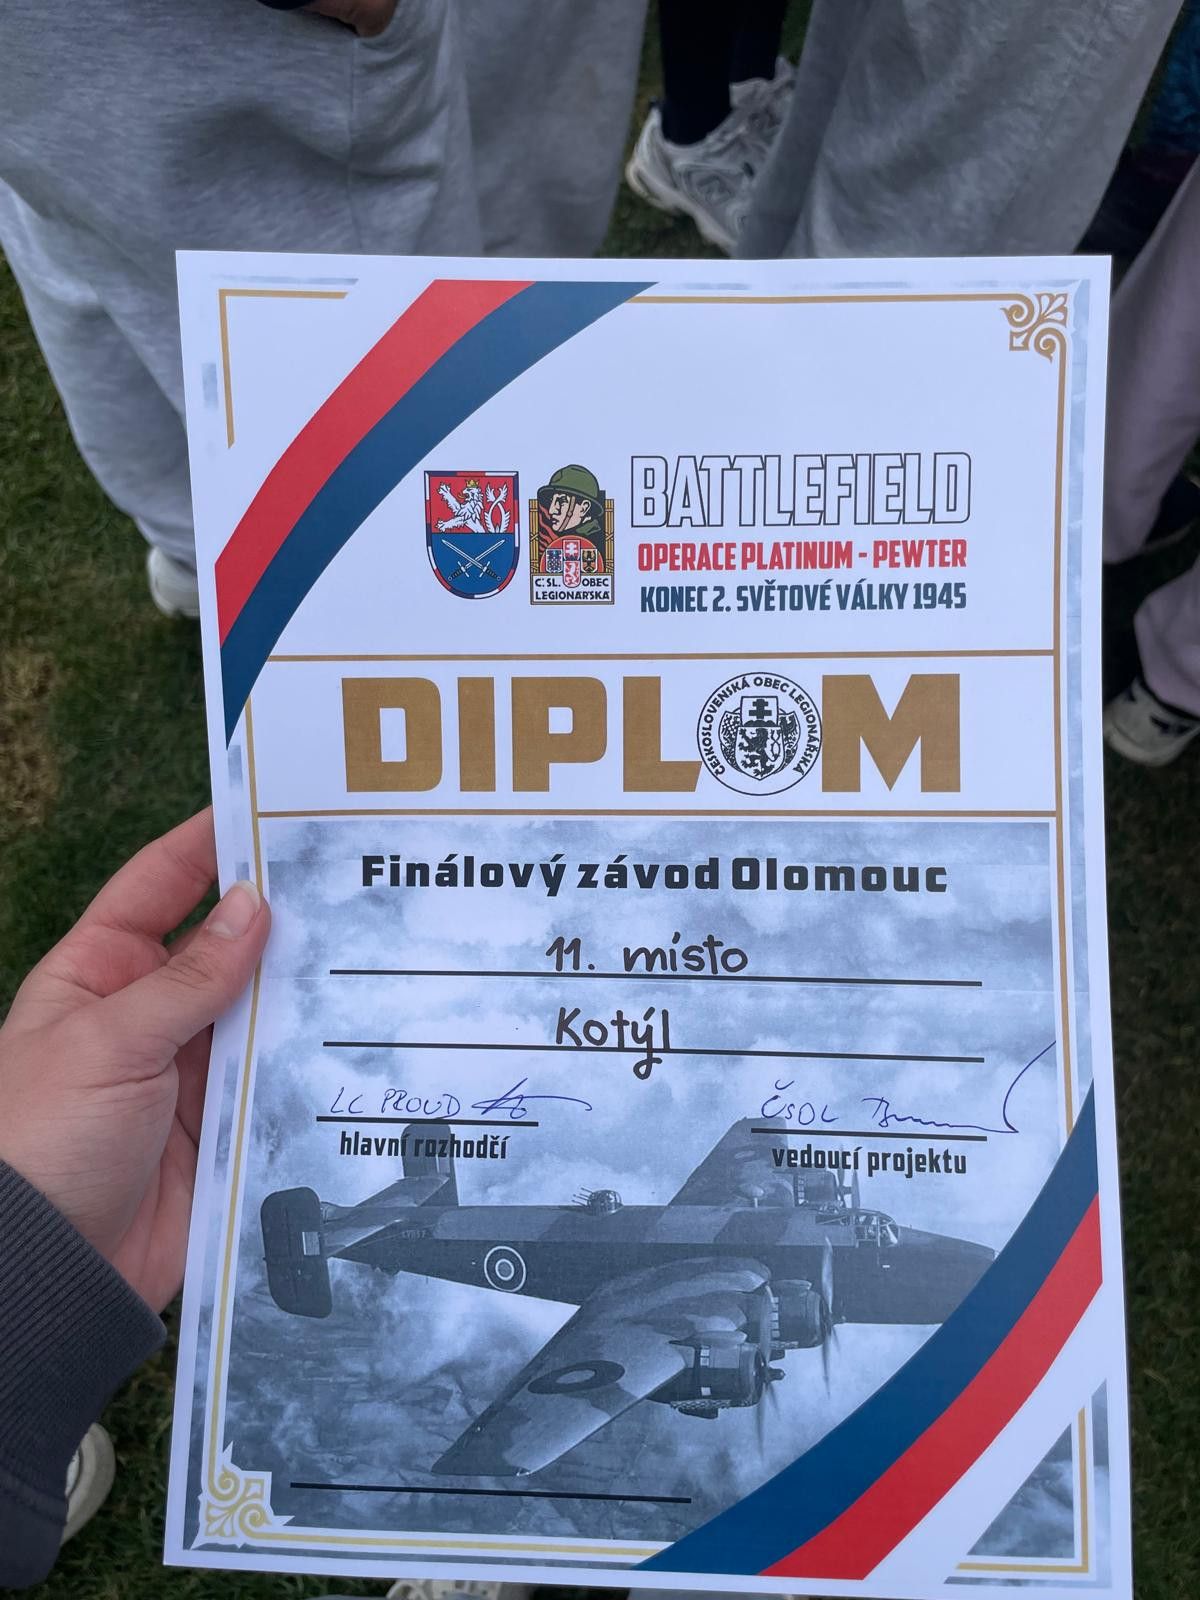 BATTLEFIELD
OPERACE PLATINUM - PEWTER
KONEC 2. SVĚTOVÉ VÁLKY 1945
Č. SL. OBEC
LEGIONÁŘSKÁ
DIPLOM
ČESKOSLOVENSKÁ OBEC LEGIONÁŘSKÁ
Finálový závod Olomouc
11. místo
Kotýl
LC PROUD
ČSOL
hlavní rozhodčí
vedoucí projektu